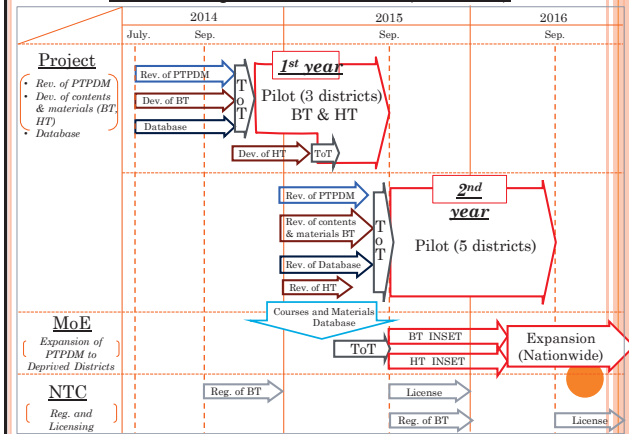 2014 2015 2016
July. Sep. Sep. Sep.
Project
• Rev. of PTPDM
• Dev. of contents
& materials (BT,
HT)
• Database
Rev. of PTPDM
Dev. of BT
Database
ToT
1st year
Pilot (3 districts)
BT & HT
Dev. of HT
ToT
Rev. of PTPDM
Rev. of contents
& materials BT
Rev. of Database
Rev. of HT
ToT
2nd
year
Pilot (5 districts)
Courses and Materials
Database
MoE
Expansion of
PTPDM to
Deprived Districts
ToT
BT INSET
HT INSET
Expansion
(Nationwide)
NTC
Reg. and
Licensing
Reg. of BT
License
Reg. of BT
License